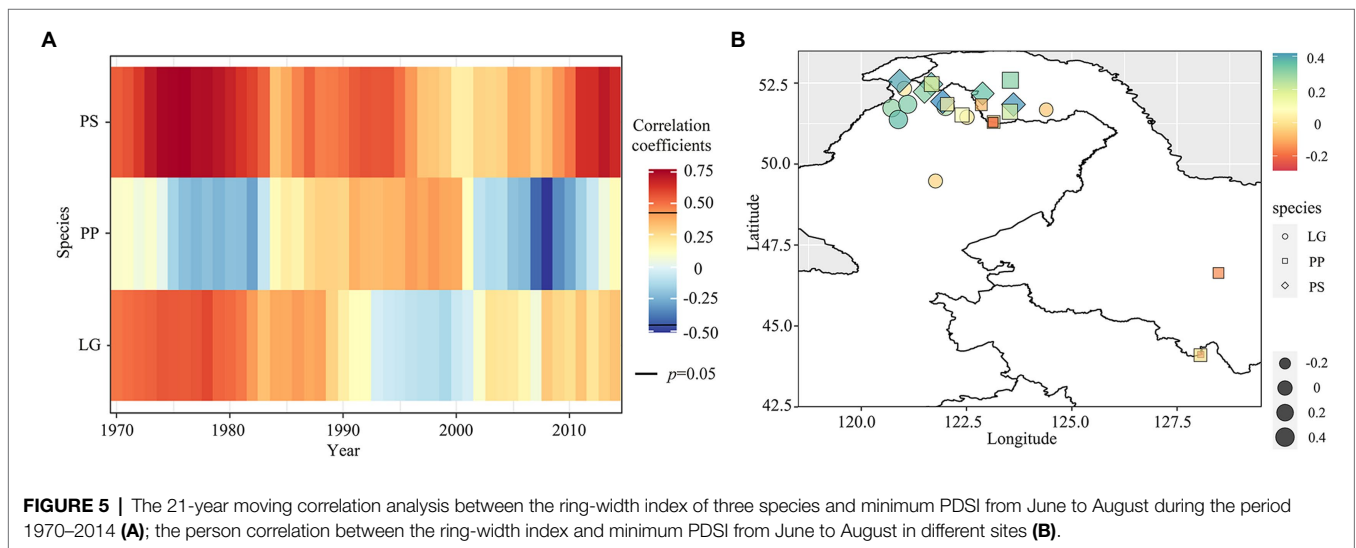 A
PS
PP
LG
Species
1970
1980
1990
2000
2010
Year
Correlation
coefficients
0.75
0.50
0.25
0
-0.25
-0.50
p=0.05
B
52.5
50.0
47.5
45.0
42.5
Latitude
120.0
122.5
125.0
127.5
Longitude
0.4
0.2
0
-0.2
species
LG
PP
PS
-0.2
0
0.2
0.4
FIGURE 5 | The 21-year moving correlation analysis between the ring-width index of three species and minimum PDSI from June to August during the period
1970–2014 (A); the person correlation between the ring-width index and minimum PDSI from June to August in different sites (B).